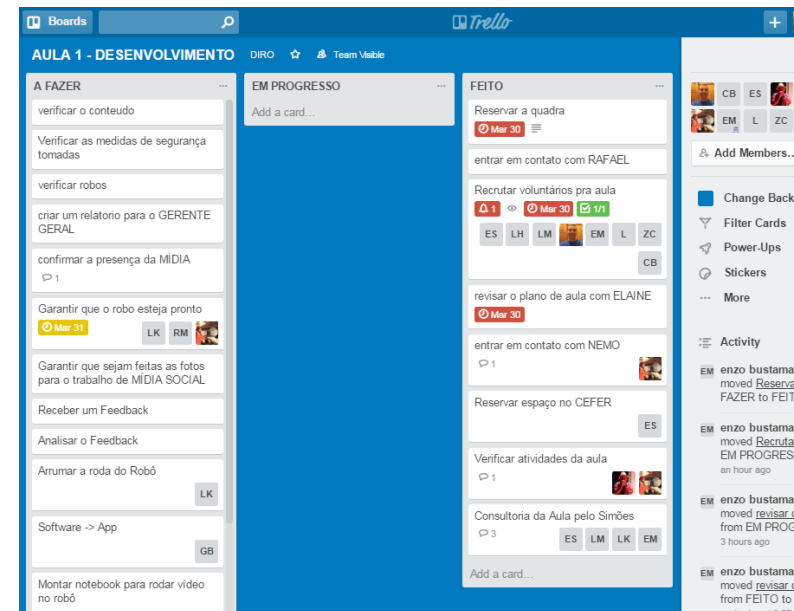 Boards
Trello
AULA 1 - DESENVOLVIMENTO DIRO Team Visible
A FAZER
verificar o conteudo
Verificar as medidas de segurança
tomadas
verificar robos
criar um relatorio para o GERENTE
GERAL
confirmar a presença da MÍDIA
1
Garantir que o robo esteja pronto
Mar 31
LK RM
Garantir que sejam feitas as fotos
para o trabalho de MÍDIA SOCIAL
Receber um Feedback
Analisar o Feedback
Arrumar a roda do Robô
LK
Software -> App
GB
Montar notebook para rodar vídeo
no robô
EM PROGRESSO
Add a card...
FEITO
Reservar a quadra
Mar 30
entrar em contato com RAFAEL
Recrutar voluntários pra aula
1 Mar 30 1/1
ES LH LM EM L ZC
CB
revisar o plano de aula com ELAINE
Mar 30
entrar em contato com NEMO
1
Reservar espaço no CEFER
ES
Verificar atividades da aula
1
Consultoria da Aula pelo Simões
3
ES LM LK EM
Add a card...
CB ES
EM L ZC
Add Members...
Change Back
Filter Cards
Power-Ups
Stickers
More
Activity
EM enzo bustama
moved Reserva
FAZER to FEIT
EM enzo bustama
moved Recruta
EM PROGRESS
an hour ago
EM enzo bustama
moved revisar o
from EM PROG
3 hours ago
EM enzo bustama
moved revisar o
from FEITO to